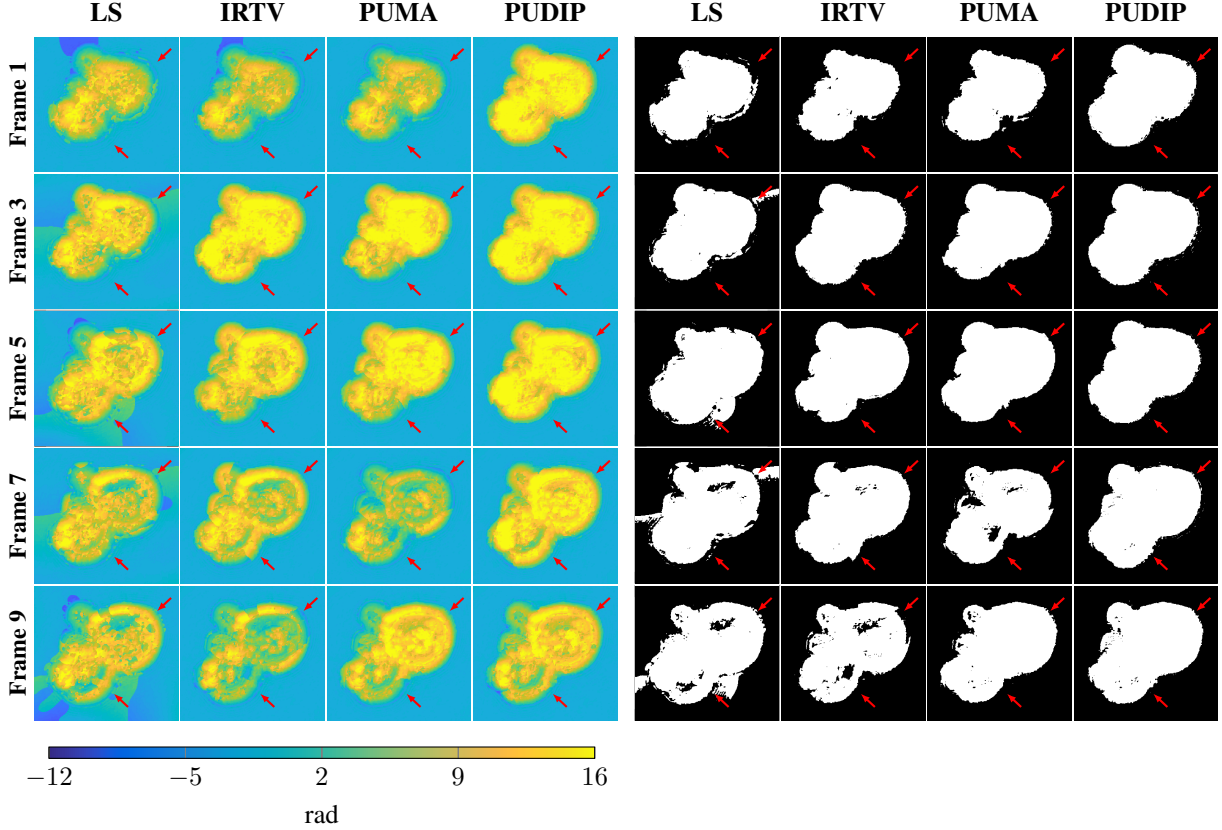 LS IRTV PUMA PUDIP LS IRTV PUMA PUDIP
Frame 1
Frame 3
Frame 5
Frame 7
Frame 9
−12 −5 2 9 16
rad